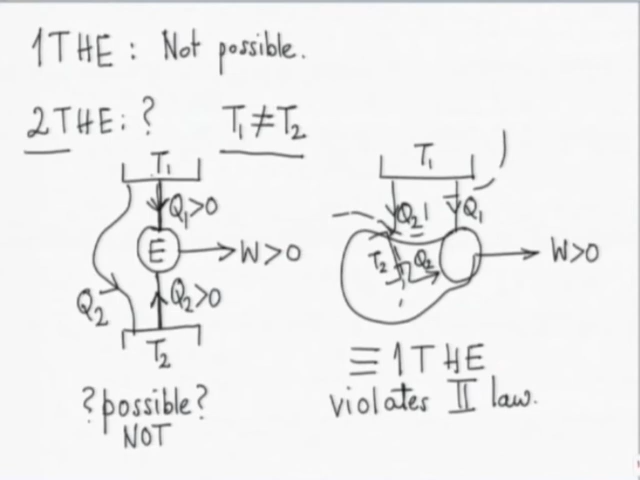 1THE: Not possible.
2THE: ? T₁≠T₂
T₁
Q₁>0
E
W>0
Q₂
Q₂>0
T₂
?possible?
NOT
T₁
Q₂
Q₁
T₂ Q₂
W>0
≡ 1THE
violates II law.